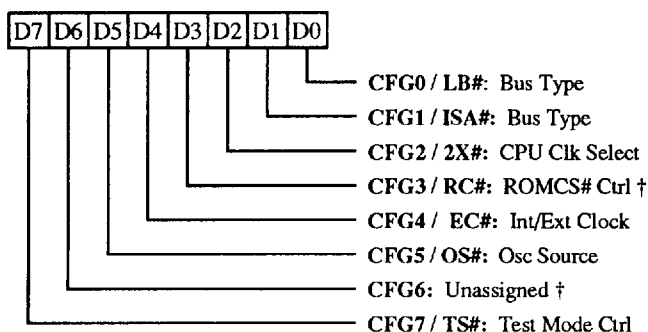 D7 D6 D5 D4 D3 D2 D1 D0
CFG0 / LB#: Bus Type
CFG1 / ISA#: Bus Type
CFG2 / 2X#: CPU Clk Select
CFG3 / RC#: ROMCS# Ctrl †
CFG4 / EC#: Int/Ext Clock
CFG5 / OS#: Osc Source
CFG6: Unassigned †
CFG7 / TS#: Test Mode Ctrl